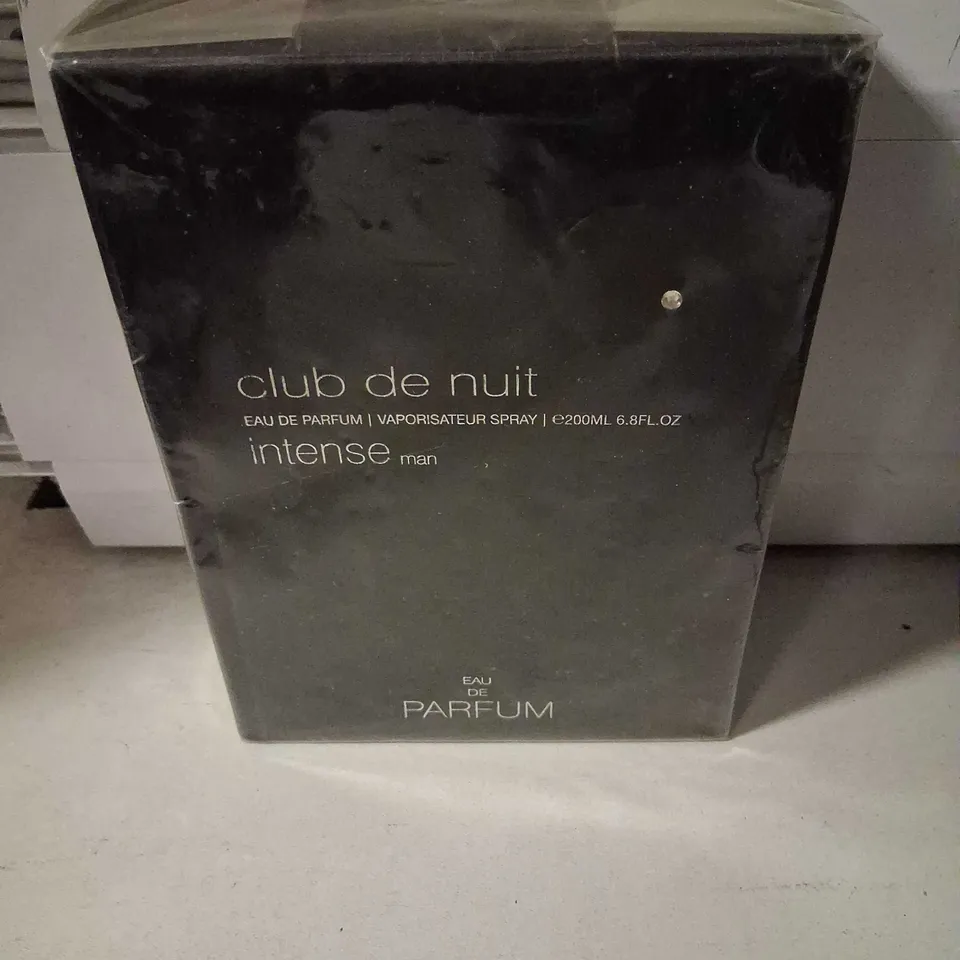 club de nuit
EAU DE PARFUM | VAPORISATEUR SPRAY | ℮200ML 6.8FL.OZ
intense man
EAU
DE
PARFUM